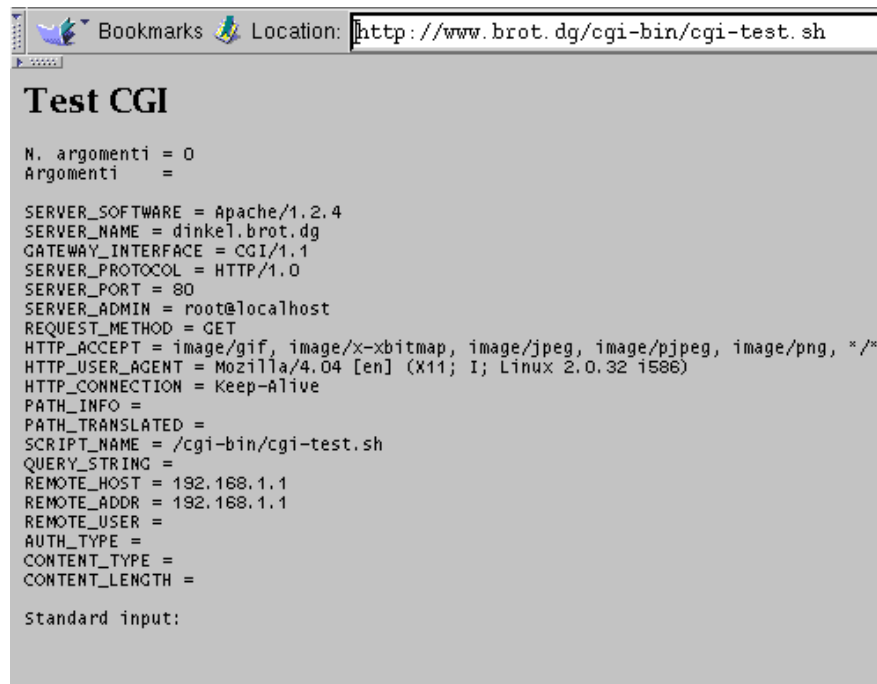 Bookmarks Location: http://www.brot.dg/cgi-bin/cgi-test.sh
Test CGI
N. argomenti = 0
Argomenti    =
SERVER_SOFTWARE = Apache/1.2.4
SERVER_NAME = dinkel.brot.dg
GATEWAY_INTERFACE = CGI/1.1
SERVER_PROTOCOL = HTTP/1.0
SERVER_PORT = 80
SERVER_ADMIN = root@localhost
REQUEST_METHOD = GET
HTTP_ACCEPT = image/gif, image/x-xbitmap, image/jpeg, image/pjpeg, image/png, */*
HTTP_USER_AGENT = Mozilla/4.04 [en] (X11; I; Linux 2.0.32 i586)
HTTP_CONNECTION = Keep-Alive
PATH_INFO =
PATH_TRANSLATED =
SCRIPT_NAME = /cgi-bin/cgi-test.sh
QUERY_STRING =
REMOTE_HOST = 192.168.1.1
REMOTE_ADDR = 192.168.1.1
REMOTE_USER =
AUTH_TYPE =
CONTENT_TYPE =
CONTENT_LENGTH =
Standard input: